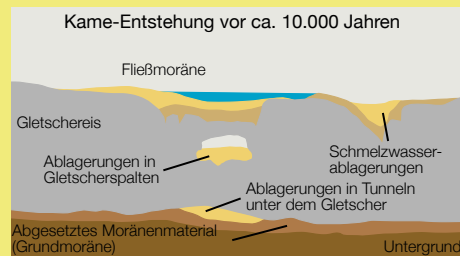 Kame-Entstehung vor ca. 10.000 Jahren
Fließmoräne
Gletschereis
Ablagerungen in
Gletscherspalten
Schmelzwasser-
ablagerungen
Ablagerungen in Tunneln
unter dem Gletscher
Abgesetztes Moränenmaterial
(Grundmoräne)
Untergrund